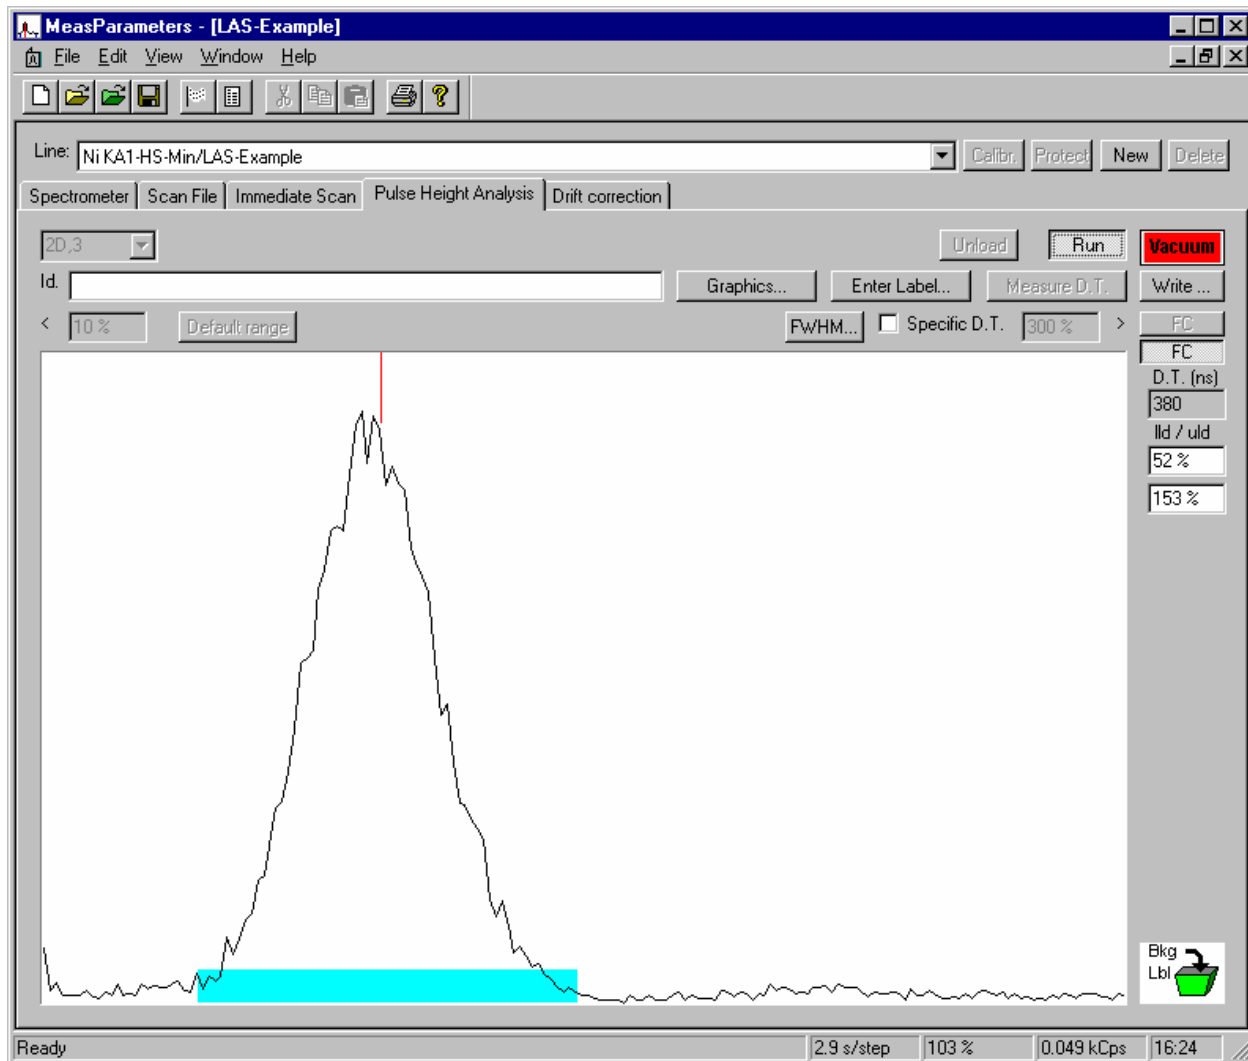 MeasParameters - [LAS-Example]
File Edit View Window Help
Line: Ni KA1-HS-Min/LAS-Example Calibr. Protect New Delete
Spectrometer Scan File Immediate Scan Pulse Height Analysis Drift correction
2D,3 Unload Run Vacuum
Id. Graphics... Enter Label... Measure D.T. Write ...
< 10 % Default range FWHM... Specific D.T. 300 % > FC
FC
D.T. (ns)
380
lld / uld
52 %
153 %
Bkg
Lbl
Ready 2.9 s/step 103 % 0.049 kCps 16:24